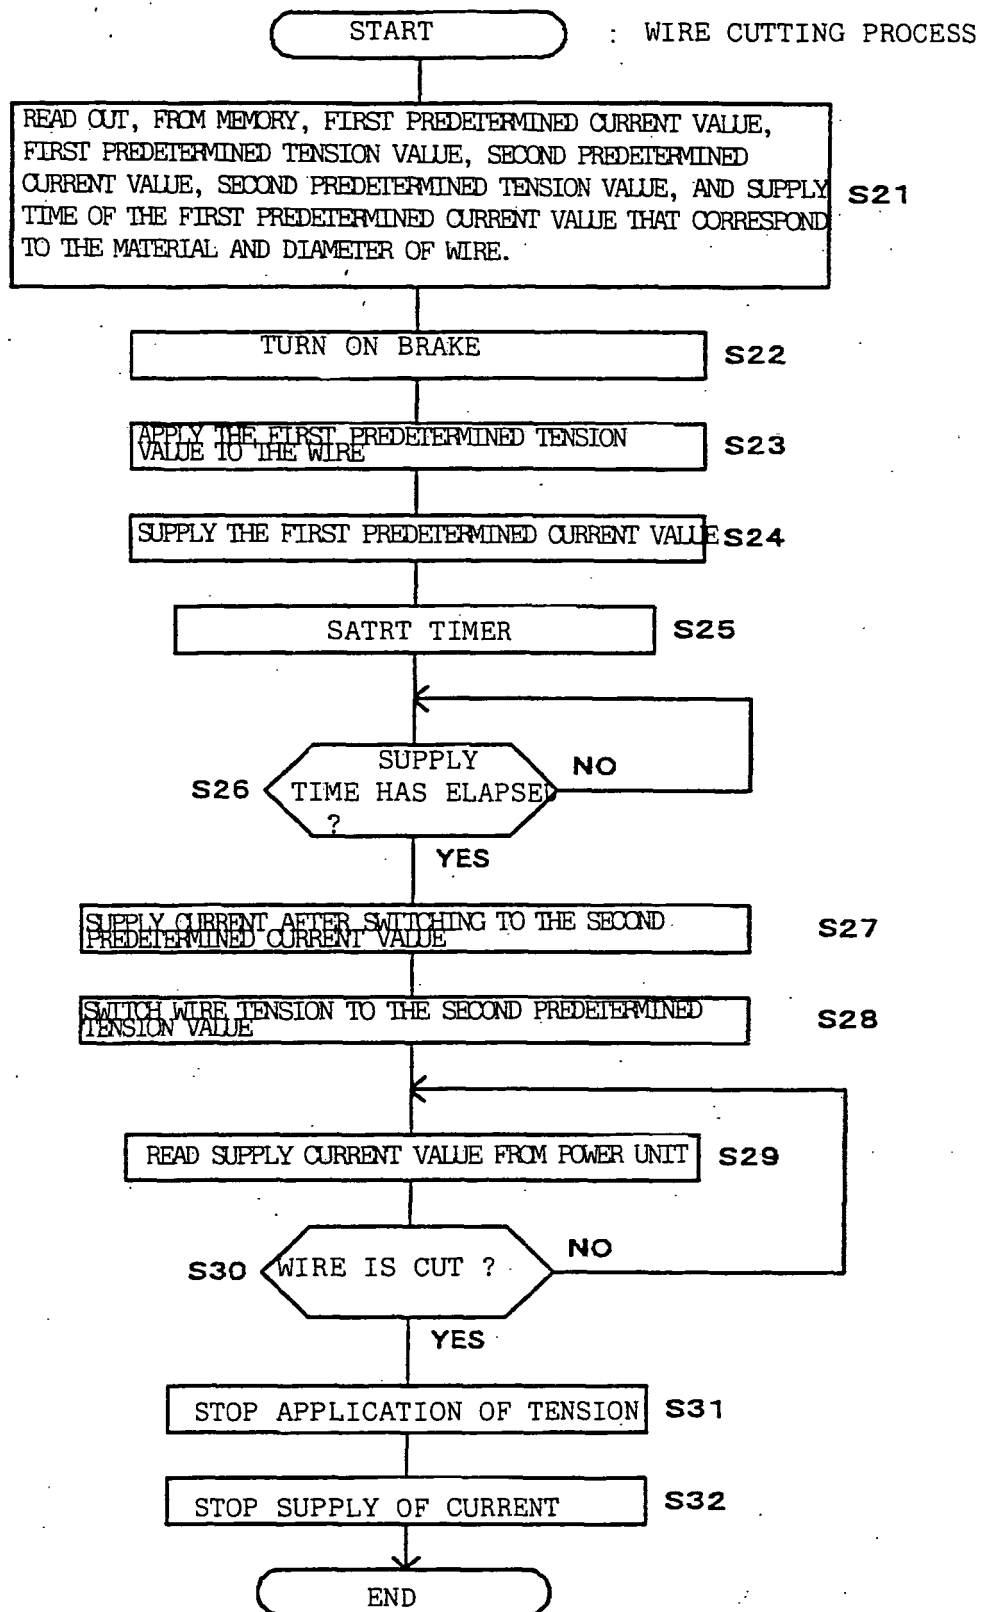 START : WIRE CUTTING PROCESS
READ OUT, FROM MEMORY, FIRST PREDETERMINED CURRENT VALUE,
FIRST PREDETERMINED TENSION VALUE, SECOND PREDETERMINED
CURRENT VALUE, SECOND PREDETERMINED TENSION VALUE, AND SUPPLY
TIME OF THE FIRST PREDETERMINED CURRENT VALUE THAT CORRESPOND
TO THE MATERIAL AND DIAMETER OF WIRE.
S21
TURN ON BRAKE
S22
APPLY THE FIRST PREDETERMINED TENSION
VALUE TO THE WIRE
S23
SUPPLY THE FIRST PREDETERMINED CURRENT VALUE
S24
SATRT TIMER
S25
S26
SUPPLY
TIME HAS ELAPSED
?
NO
YES
SUPPLY CURRENT AFTER SWITCHING TO THE SECOND
PREDETERMINED CURRENT VALUE
S27
SWITCH WIRE TENSION TO THE SECOND PREDETERMINED
TENSION VALUE
S28
READ SUPPLY CURRENT VALUE FROM POWER UNIT
S29
S30
WIRE IS CUT ?
NO
YES
STOP APPLICATION OF TENSION
S31
STOP SUPPLY OF CURRENT
S32
END